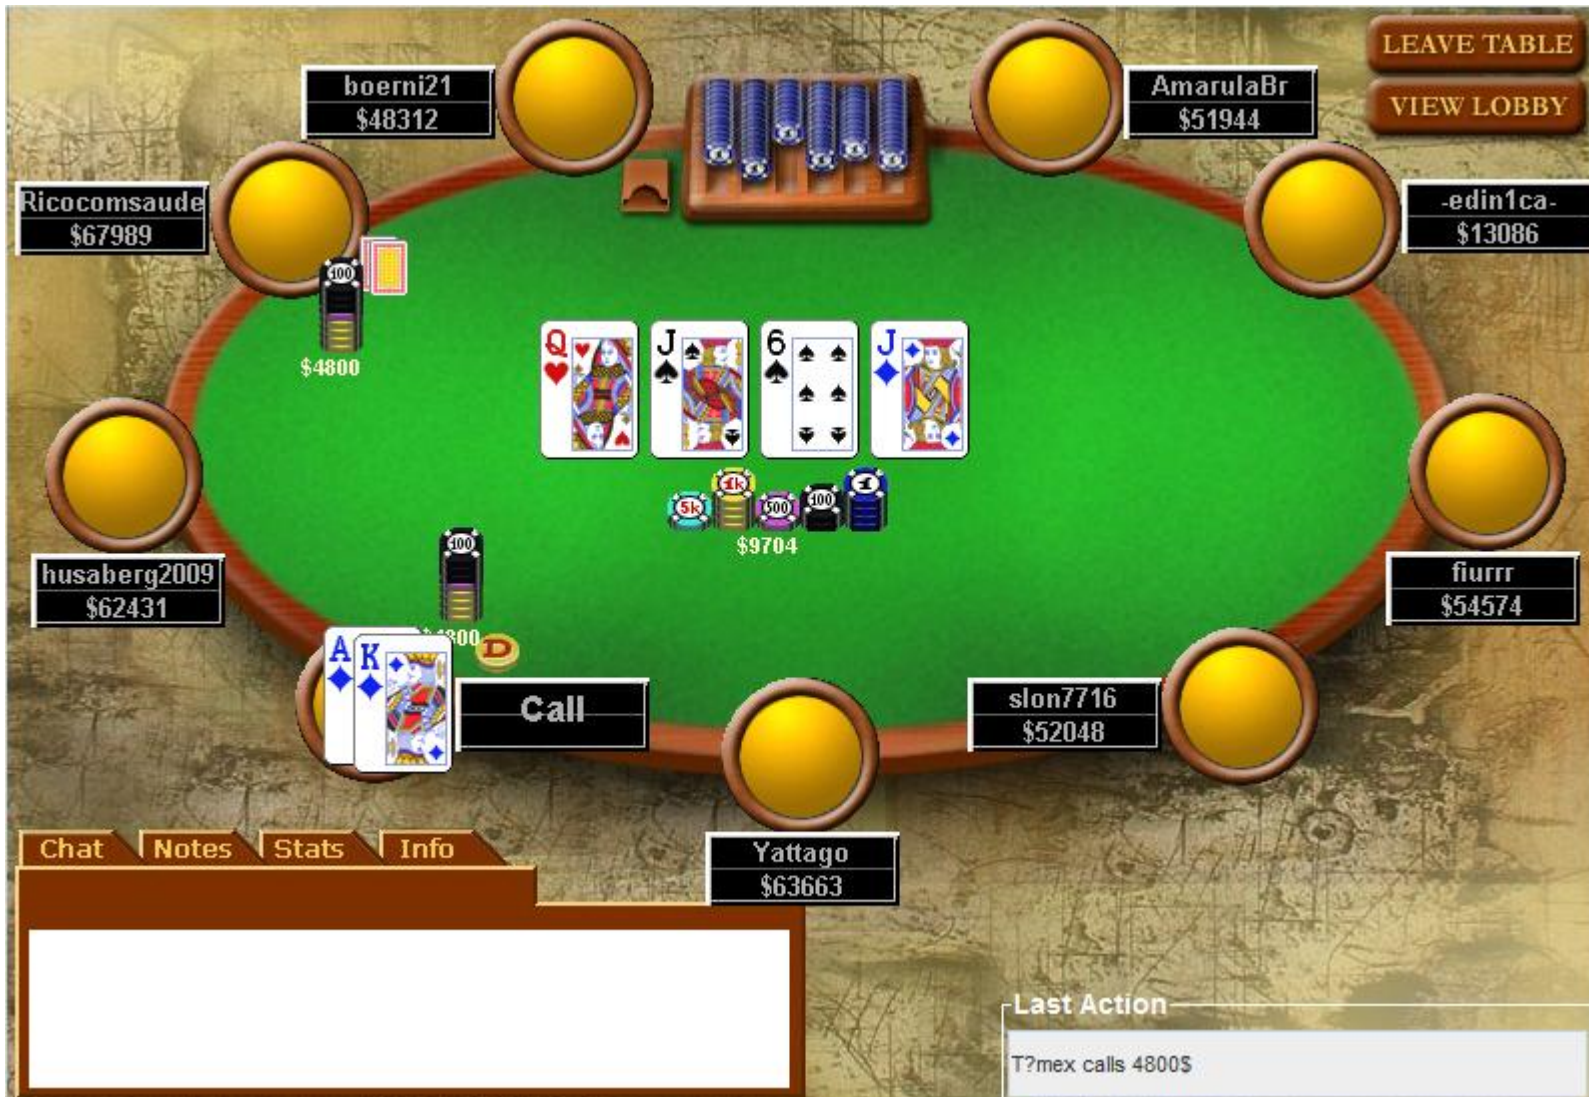 LEAVE TABLE
VIEW LOBBY
boerni21
$48312
AmarulaBr
$51944
Ricocomsaude
$67989
-edin1ca-
$13086
100
$4800
Q
J
6
J
5k
1k
500
100
1
$9704
husaberg2009
$62431
fiurrr
$54574
100
D
A
K
Call
slon7716
$52048
Yattago
$63663
Chat
Notes
Stats
Info
Last Action
T?mex calls 4800$